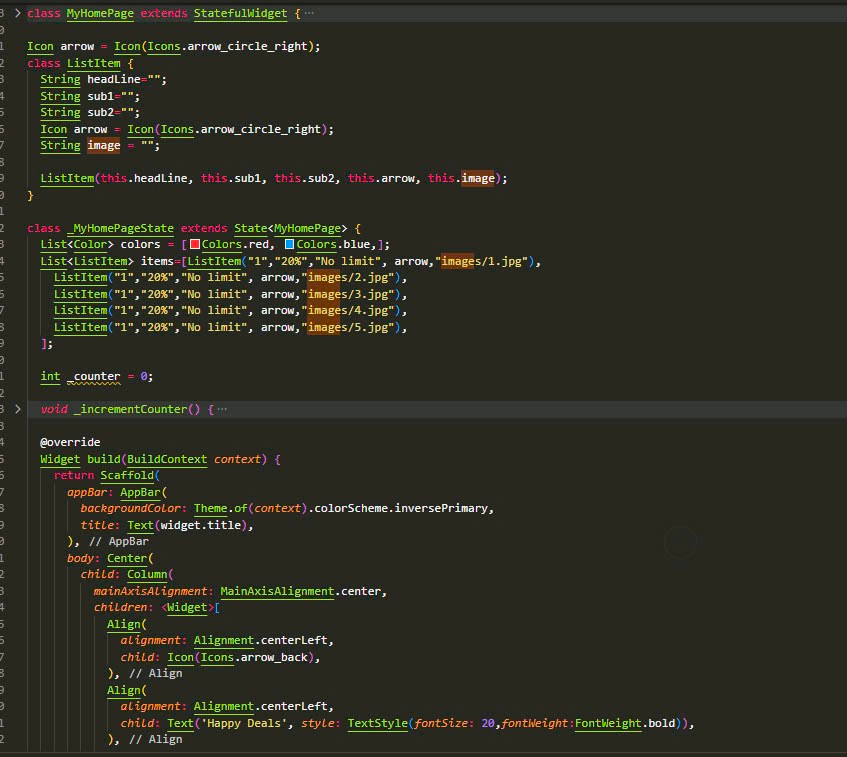 class MyHomePage extends StatefulWidget { ...
Icon arrow = Icon(Icons.arrow_circle_right);
class ListItem {
String headLine="";
String sub1="";
String sub2="";
Icon arrow = Icon(Icons.arrow_circle_right);
String image = "";
ListItem(this.headLine, this.sub1, this.sub2, this.arrow, this.image);
}
class _MyHomePageState extends State<MyHomePage> {
List<Color> colors = [Colors.red, Colors.blue,];
List<ListItem> items=[ListItem("1","20%","No limit", arrow,"images/1.jpg"),
ListItem("1","20%","No limit", arrow,"images/2.jpg"),
ListItem("1","20%","No limit", arrow,"images/3.jpg"),
ListItem("1","20%","No limit", arrow,"images/4.jpg"),
ListItem("1","20%","No limit", arrow,"images/5.jpg"),
];
int _counter = 0;
void _incrementCounter() { ...
@override
Widget build(BuildContext context) {
return Scaffold(
appBar: AppBar(
backgroundColor: Theme.of(context).colorScheme.inversePrimary,
title: Text(widget.title),
), // AppBar
body: Center(
child: Column(
mainAxisAlignment: MainAxisAlignment.center,
children: <Widget>[
Align(
alignment: Alignment.centerLeft,
child: Icon(Icons.arrow_back),
), // Align
Align(
alignment: Alignment.centerLeft,
child: Text('Happy Deals', style: TextStyle(fontSize: 20,fontWeight:FontWeight.bold)),
), // Align